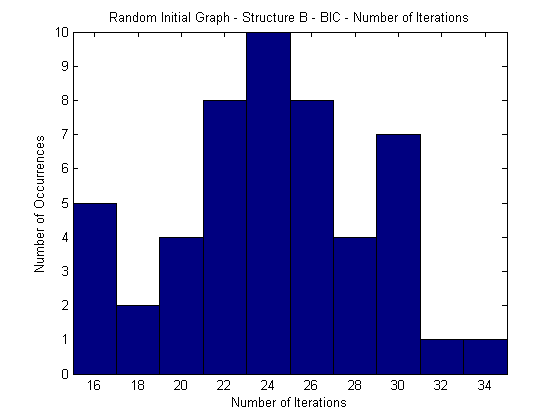 Random Initial Graph - Structure B - BIC - Number of Iterations
10
9
8
7
6
5
4
3
2
1
0
Number of Occurrences
16 18 20 22 24 26 28 30 32 34
Number of Iterations